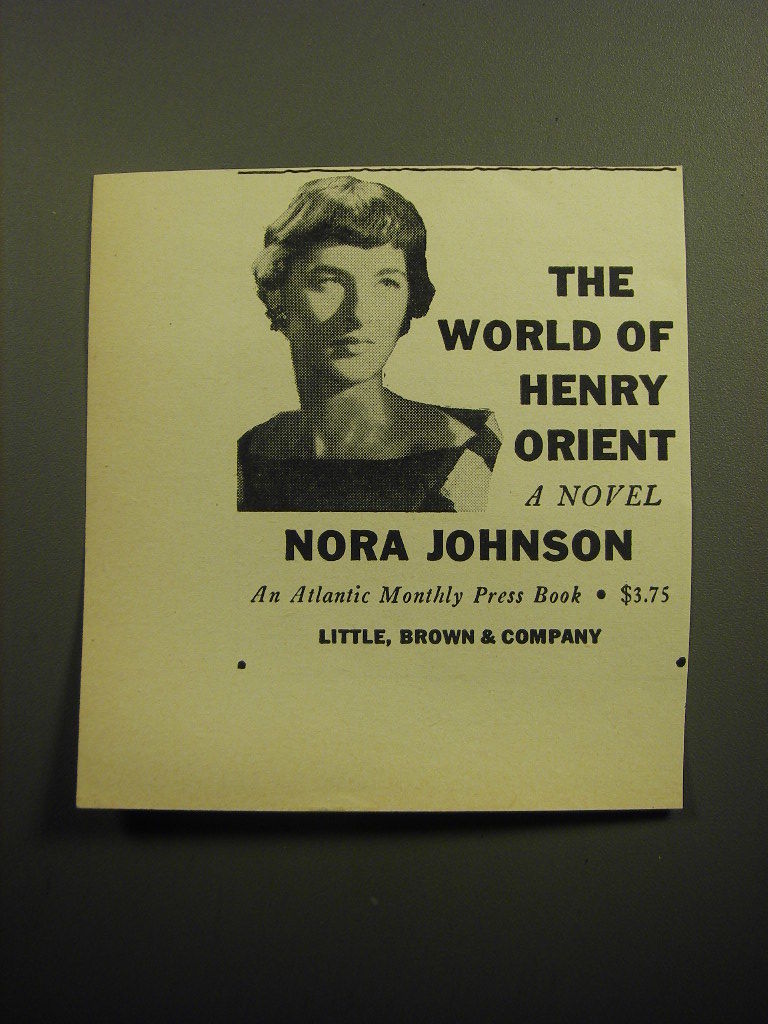 THE
WORLD OF
HENRY
ORIENT
A NOVEL
NORA JOHNSON
An Atlantic Monthly Press Book • $3.75
LITTLE, BROWN & COMPANY